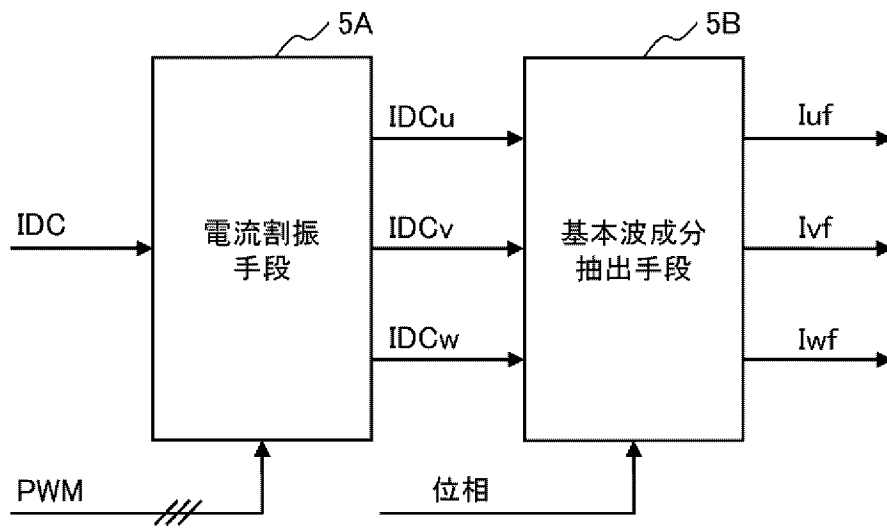 5A
5B
IDCu
Iuf
IDC
電流割振
手段
IDCv
基本波成分
抽出手段
Ivf
IDCw
Iwf
PWM
位相